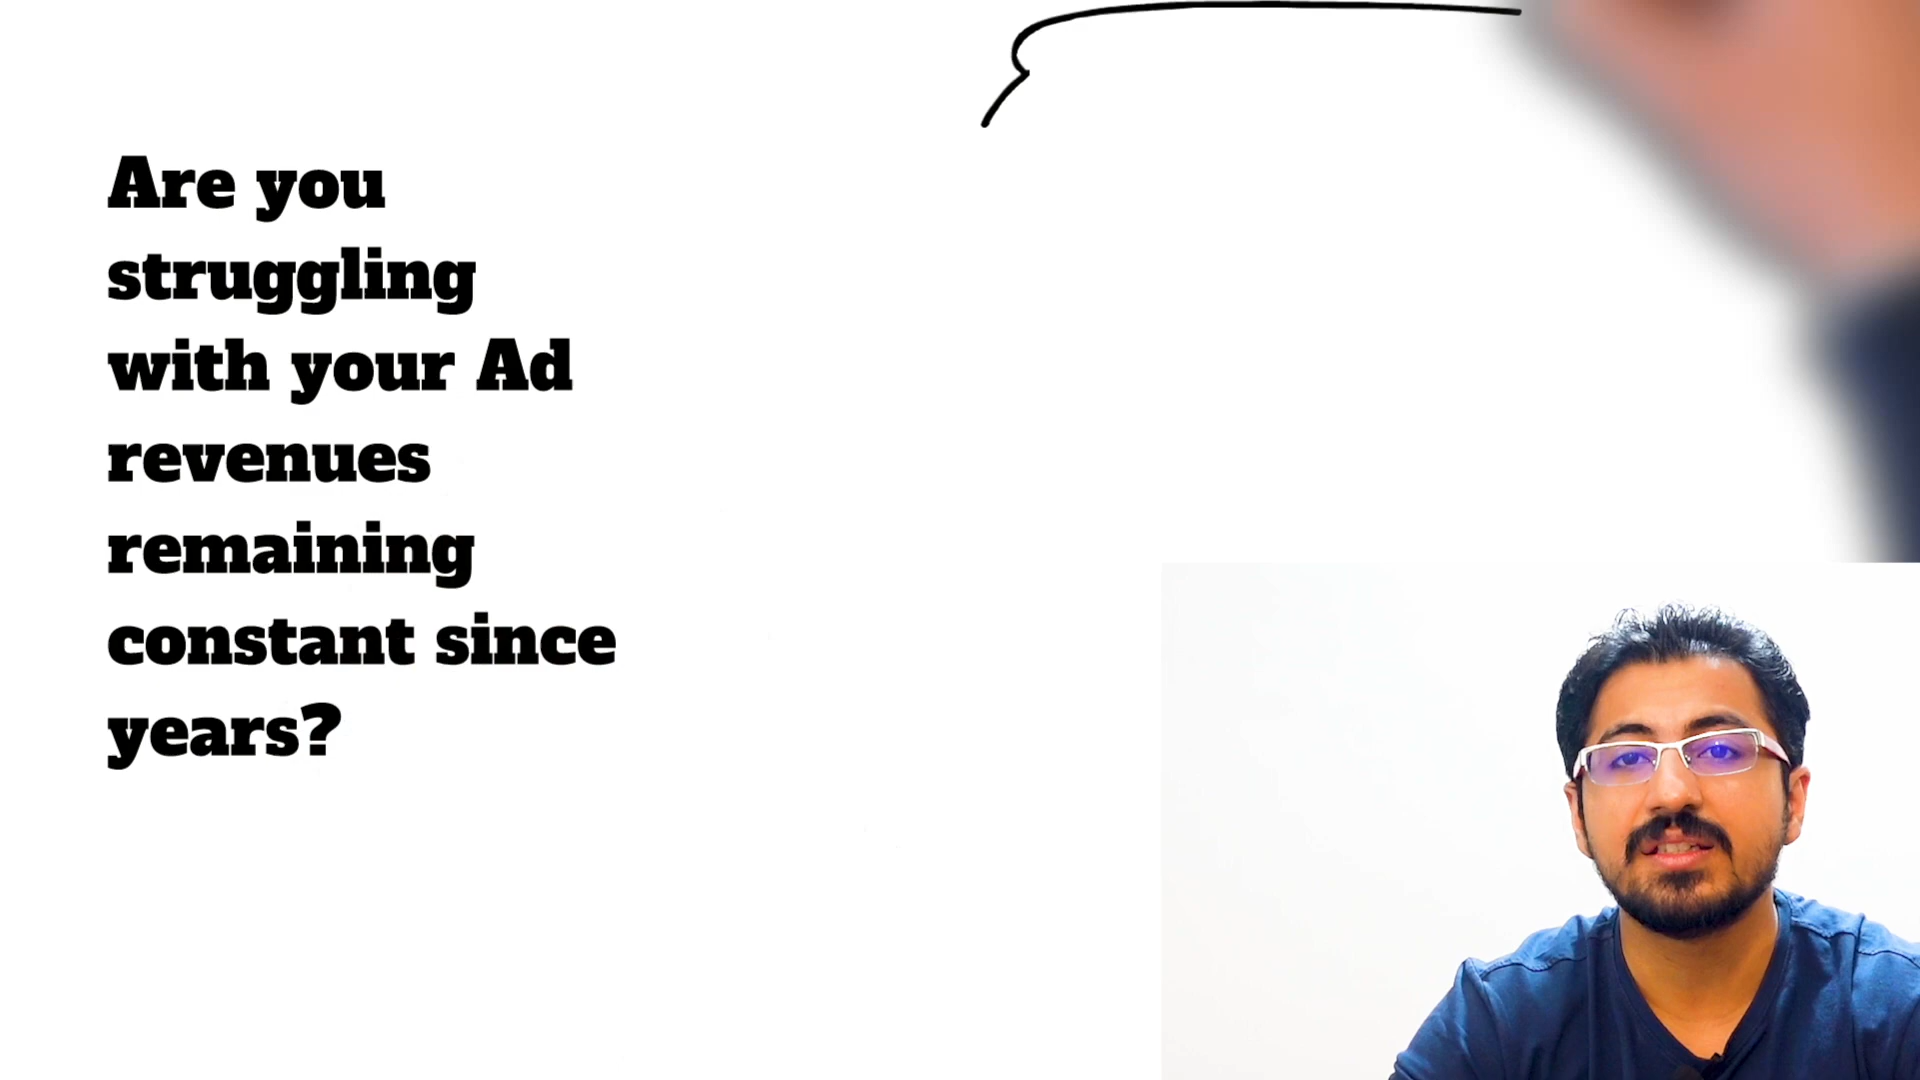 Are you
struggling
with your Ad
revenues
remaining
constant since
years?